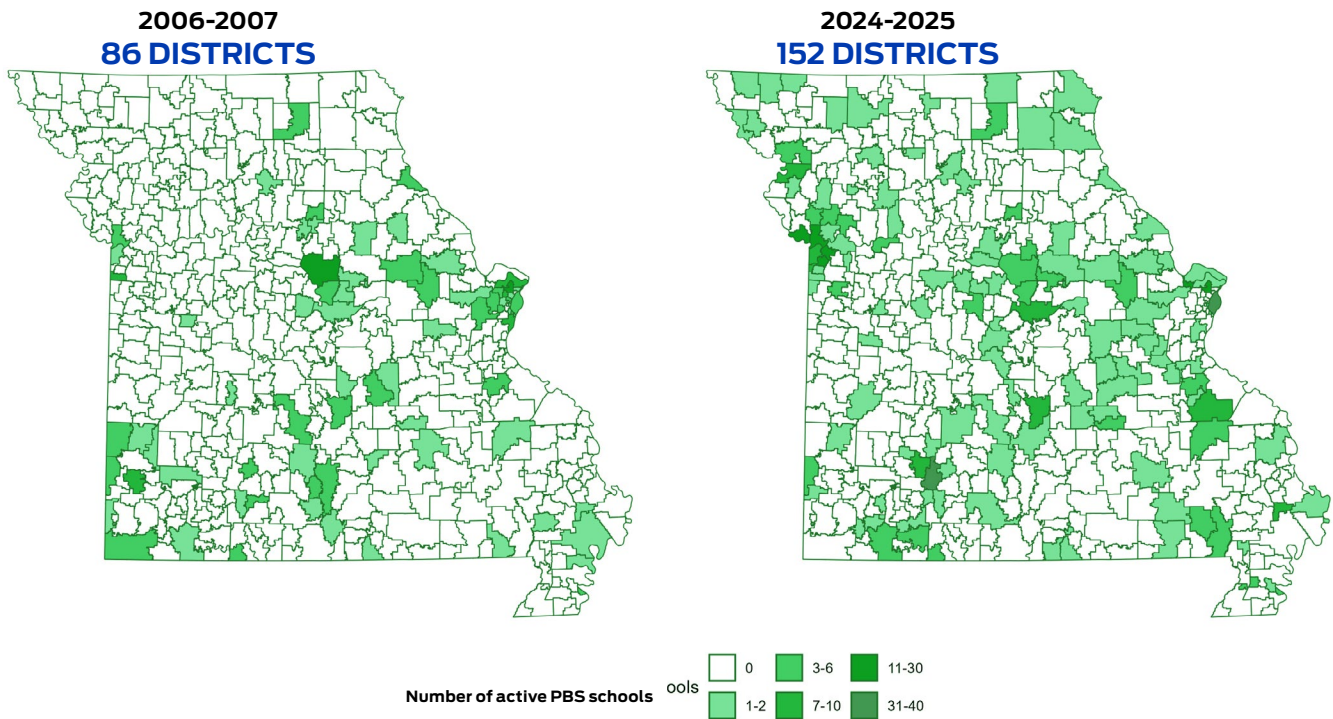 2006-2007
86 DISTRICTS
2024-2025
152 DISTRICTS
Number of active PBS schools
ools
0
3-6
11-30
1-2
7-10
31-40